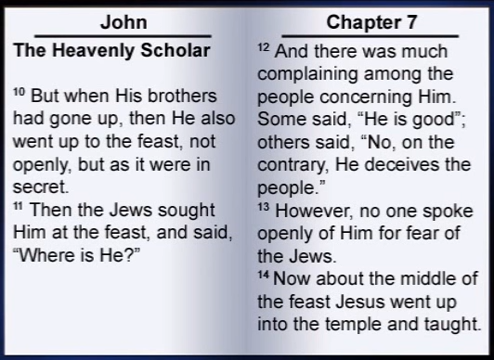 John
The Heavenly Scholar
¹⁰ But when His brothers
had gone up, then He also
went up to the feast, not
openly, but as it were in
secret.
¹¹ Then the Jews sought
Him at the feast, and said,
“Where is He?”
Chapter 7
¹² And there was much
complaining among the
people concerning Him.
Some said, “He is good”;
others said, “No, on the
contrary, He deceives the
people.”
¹³ However, no one spoke
openly of Him for fear of
the Jews.
¹⁴ Now about the middle of
the feast Jesus went up
into the temple and taught.